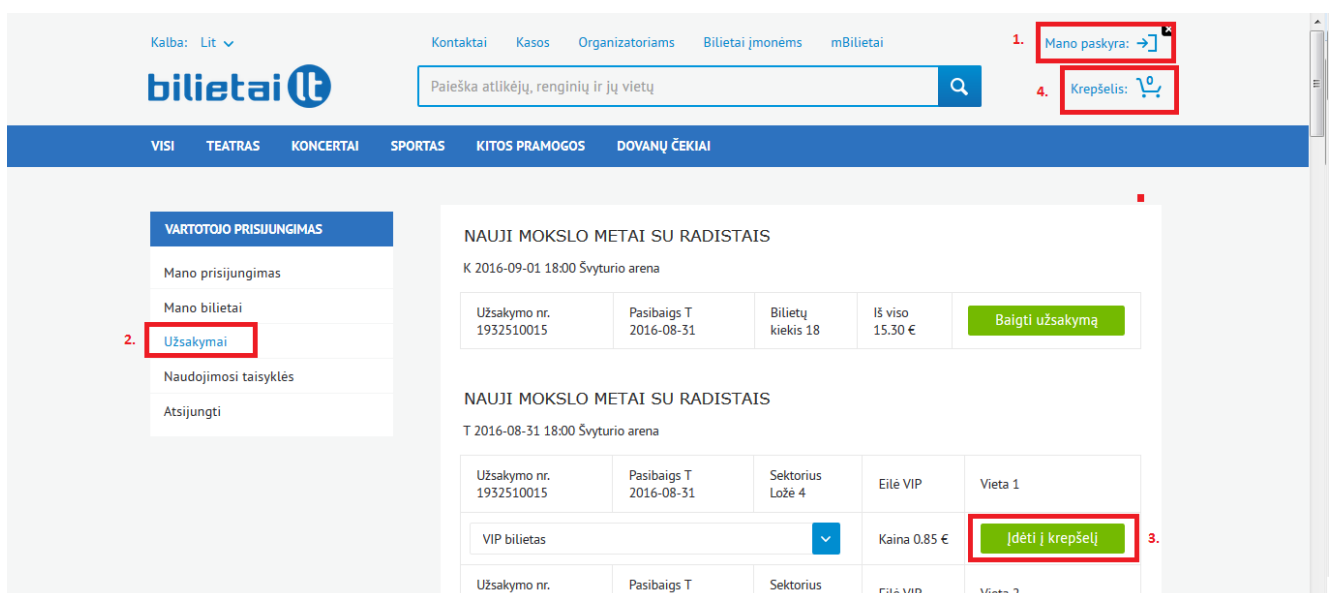 Kalba: Lit
Kontaktai Kasos Organizatoriams Bilietai įmonėms mBilietai
1. Mano paskyra:
bilietai lt
Paieška atlikėjų, renginių ir jų vietų
4. Krepšelis: 0
VISI TEATRAS KONCERTAI SPORTAS KITOS PRAMOGOS DOVANŲ ČEKIAI
VARTOTOJO PRISIJUNGIMAS
Mano prisijungimas
Mano bilietai
2. Užsakymai
Naudojimosi taisyklės
Atsijungti
NAUJI MOKSLO METAI SU RADISTAIS
K 2016-09-01 18:00 Švyturio arena
Užsakymo nr. Pasibaigs T Bilietų Iš viso
1932510015 2016-08-31 kiekis 18 15.30 €
Baigti užsakymą
NAUJI MOKSLO METAI SU RADISTAIS
T 2016-08-31 18:00 Švyturio arena
Užsakymo nr. Pasibaigs T Sektorius Eilė VIP Vieta 1
1932510015 2016-08-31 Ložė 4
VIP bilietas Kaina 0.85 € Įdėti į krepšelį 3.
Užsakymo nr. Pasibaigs T Sektorius Eilė VIP Vieta 2